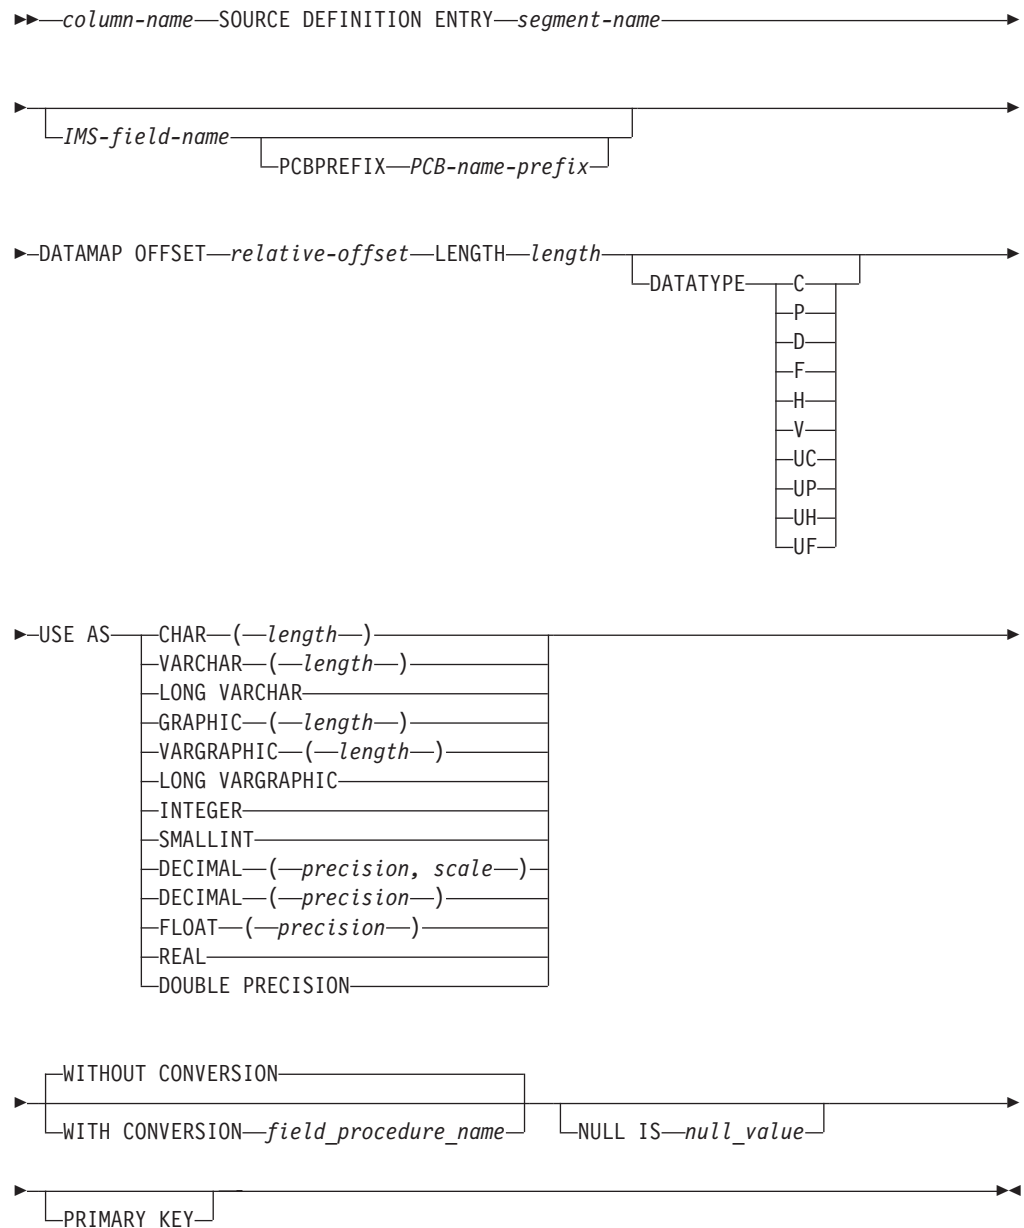 column-name SOURCE DEFINITION ENTRY segment-name
IMS-field-name
PCBPREFIX PCB-name-prefix
DATAMAP OFFSET relative-offset LENGTH length
DATATYPE C
P
D
F
H
V
UC
UP
UH
UF
USE AS CHAR ( length )
VARCHAR ( length )
LONG VARCHAR
GRAPHIC ( length )
VARGRAPHIC ( length )
LONG VARGRAPHIC
INTEGER
SMALLINT
DECIMAL ( precision, scale )
DECIMAL ( precision )
FLOAT ( precision )
REAL
DOUBLE PRECISION
WITHOUT CONVERSION
WITH CONVERSION field_procedure_name
NULL IS null_value
PRIMARY KEY